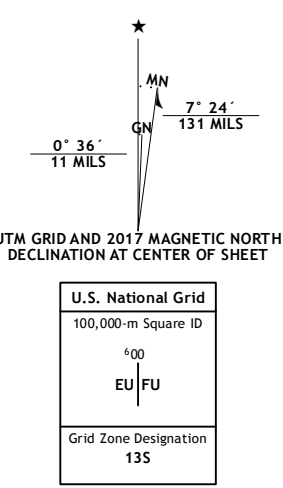 ★
MN
GN
7° 24´
131 MILS
0° 36´
11 MILS
UTM GRID AND 2017 MAGNETIC NORTH
DECLINATION AT CENTER OF SHEET
U.S. National Grid
100,000-m Square ID
⁶00
EU FU
Grid Zone Designation
13S